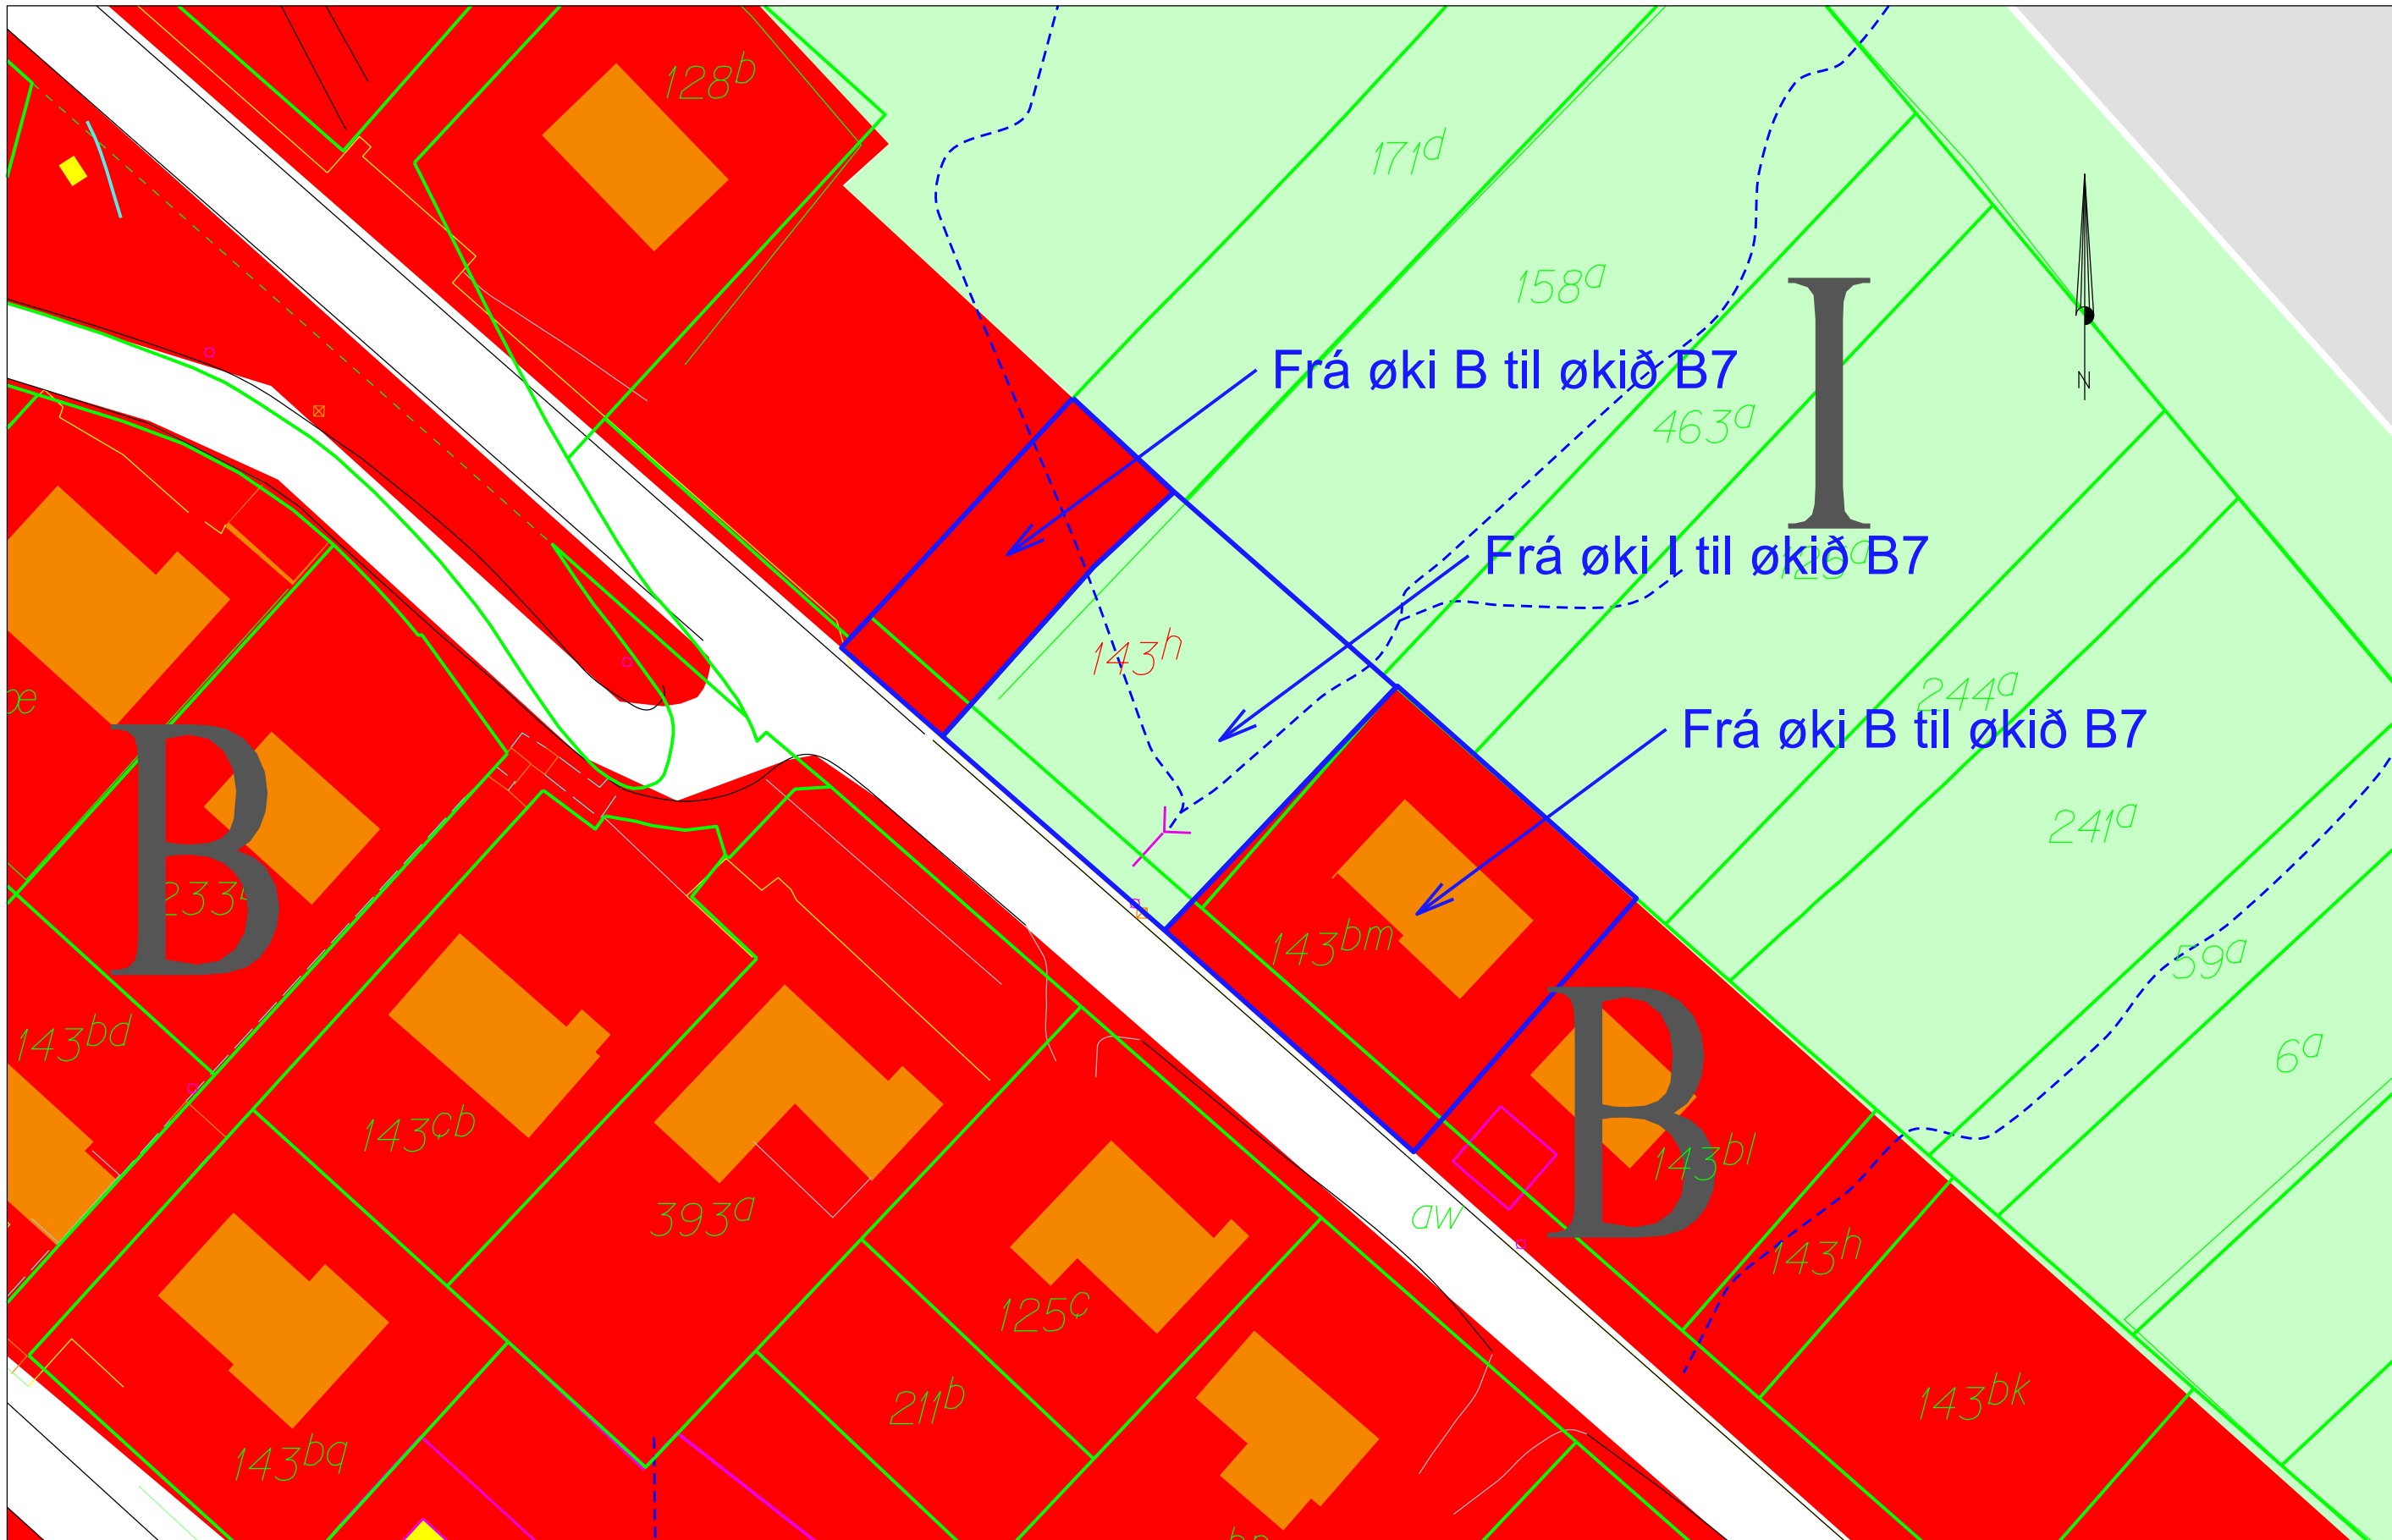 128b
171d
158a
I
Frá øki B til økið B7
463a
N
Frá øki I til økið B7
143h
244a
Frá øki B til økið B7
æ
B
241a
233
143bm
59a
143bd
B
6a
143cb
143bl
393a
aw
143h
125c
143bk
211b
143bq